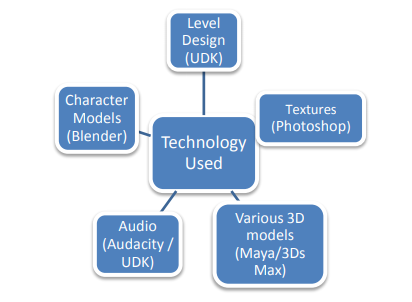 Level
Design
(UDK)
Character
Models
(Blender)
Textures
(Photoshop)
Technology
Used
Audio
(Audacity /
UDK)
Various 3D
models
(Maya/3Ds
Max)